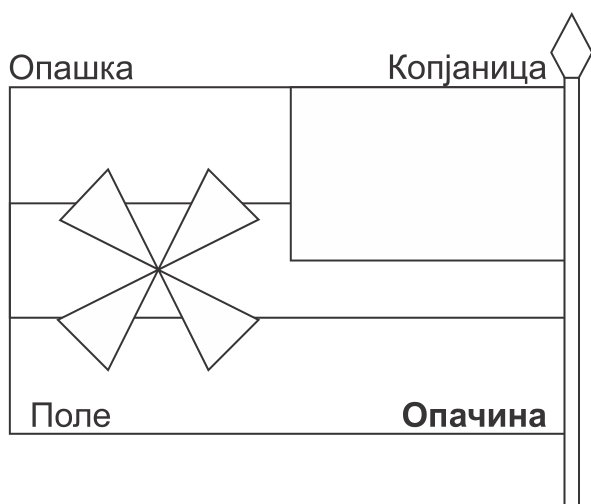 Опашка
Копјаница
Поле
Опачина